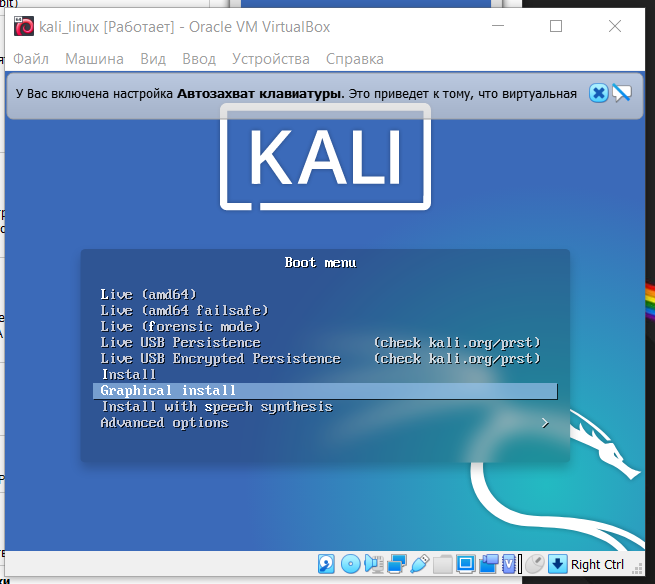 bit)
kali_linux [Работает] - Oracle VM VirtualBox
Файл Машина Вид Ввод Устройства Справка
У Вас включена настройка Автозахват клавиатуры. Это приведет к тому, что виртуальная
KALI
Boot menu
Live (amd64)
Live (amd64 failsafe)
Live (forensic mode)
Live USB Persistence (check kali.org/prst)
Live USB Encrypted Persistence (check kali.org/prst)
Install
Graphical install
Install with speech synthesis
Advanced options >
Right Ctrl